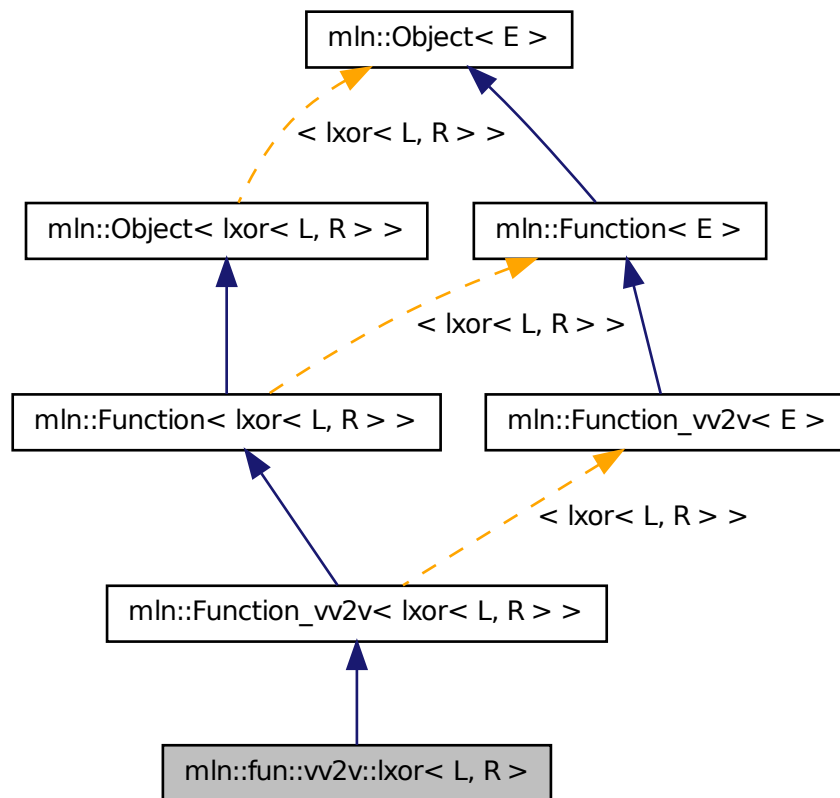 mln::Object< E >
< lxor< L, R > >
mln::Object< lxor< L, R > >
mln::Function< E >
< lxor< L, R > >
mln::Function< lxor< L, R > >
mln::Function_vv2v< E >
< lxor< L, R > >
mln::Function_vv2v< lxor< L, R > >
mln::fun::vv2v::lxor< L, R >